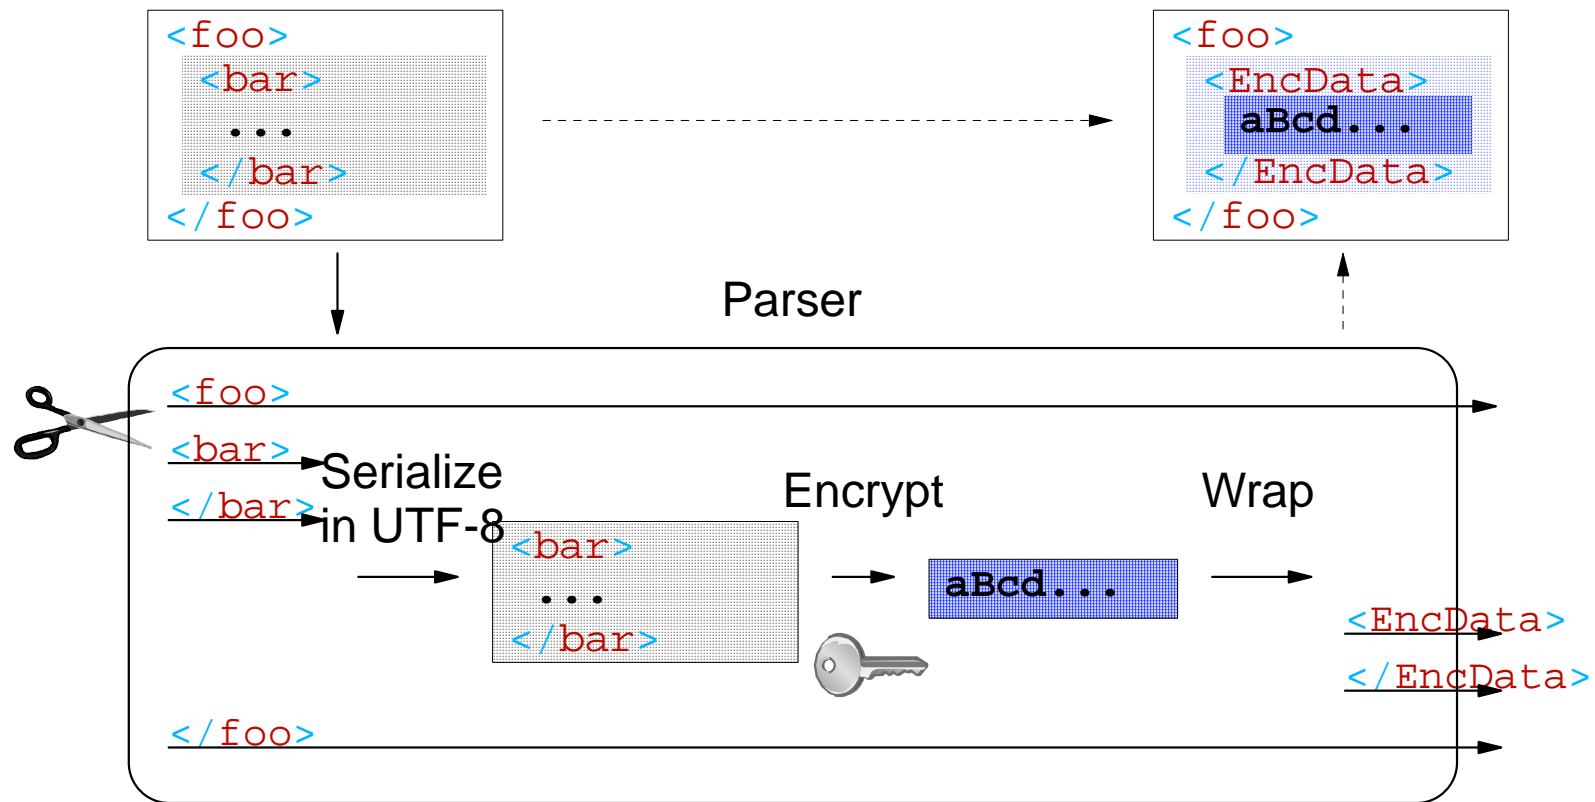 <foo>
<bar>
...
</bar>
</foo>
<foo>
<EncData>
aBcd...
</EncData>
</foo>
Parser
<foo>
<bar>
</bar>
Serialize
in UTF-8
<bar>
...
</bar>
Encrypt
aBcd...
Wrap
<EncData>
</EncData>
</foo>